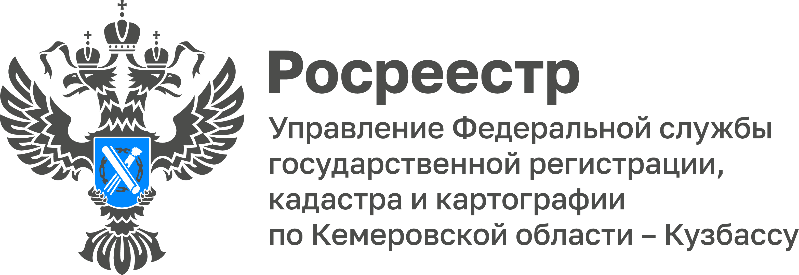 Росреестр
Управление Федеральной службы
государственной регистрации,
кадастра и картографии
по Кемеровской области – Кузбассу